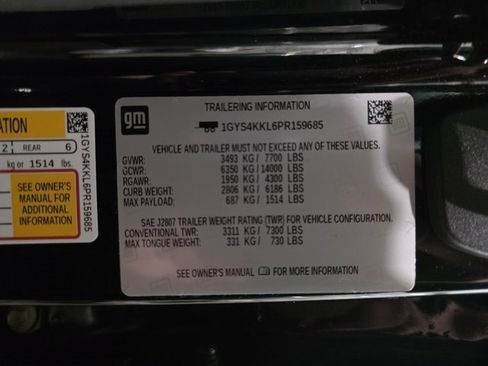 gm
TRAILERING INFORMATION
1GYS4KKL6PR159685
VEHICLE AND TRAILER MUST NOT EXCEED ANY OF THESE VALUES.
GVWR: 3493 KG / 7700 LBS
GCWR: 6350 KG / 14000 LBS
RGAWR: 1950 KG / 4300 LBS
CURB WEIGHT: 2806 KG / 6186 LBS
MAX PAYLOAD: 687 KG / 1514 LBS
SAE J2807 TRAILER WEIGHT RATING (TWR) FOR VEHICLE CONFIGURATION.
CONVENTIONAL TWR: 3311 KG / 7300 LBS
MAX TONGUE WEIGHT: 331 KG / 730 LBS
SEE OWNER'S MANUAL FOR MORE INFORMATION
2 REAR 6
kg or 1514 lbs.
SEE OWNER'S
MANUAL FOR
ADDITIONAL
INFORMATION
1GYS4KKL6PR159685